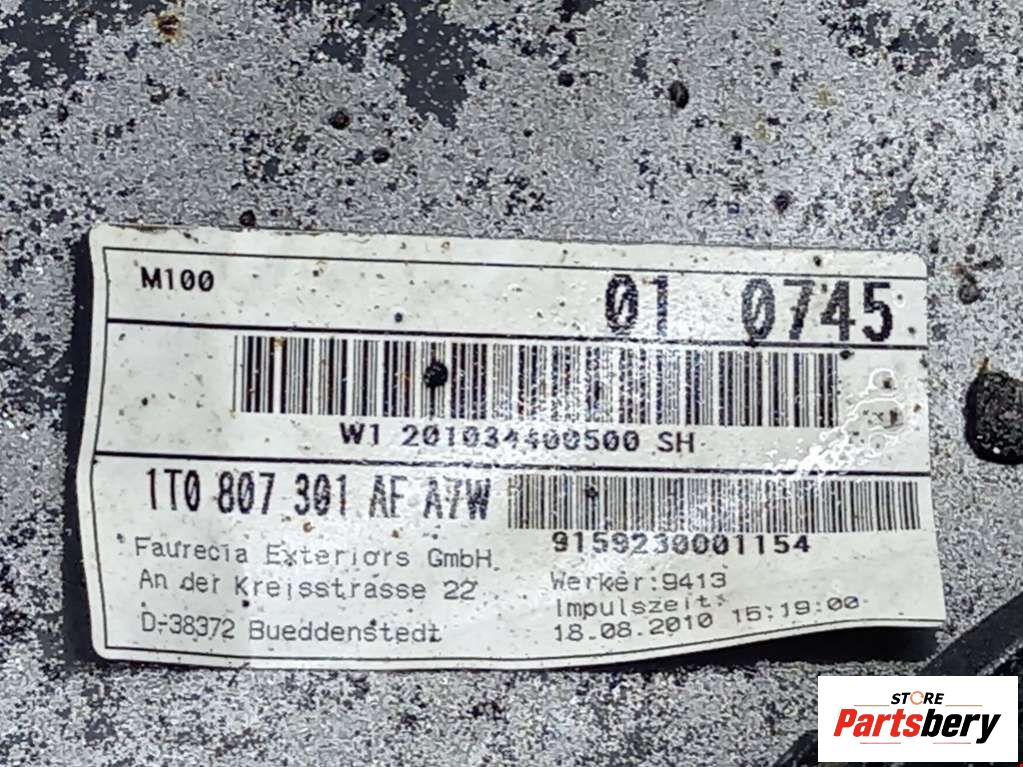 M100
01 0745
W1 201034400500 SH
1T0 807 301 AF A7W
9159230001154
Faurecia Exteriors GmbH.
An der Kreisstrasse 22
D-38372 Bueddenstedt
Werker:9413
Impulszeit:
18.08.2010 15:19:00
STORE
Partsbery